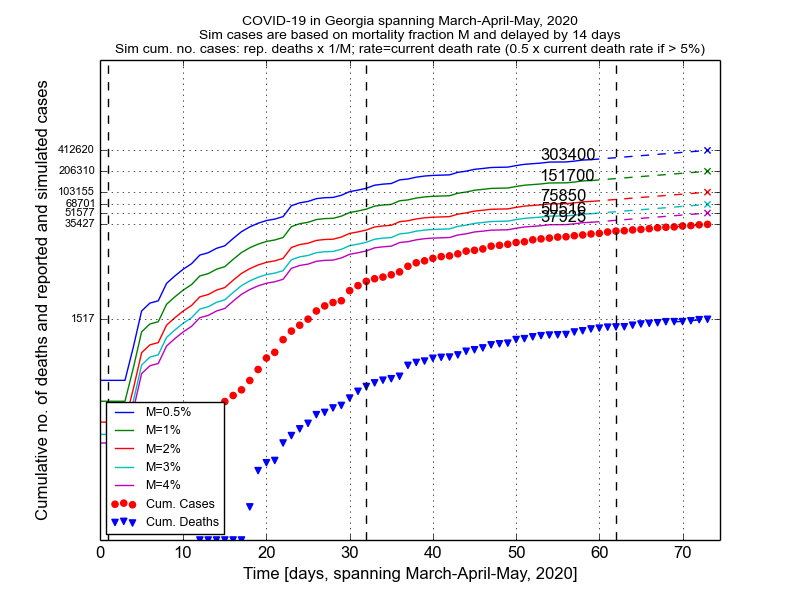 COVID-19 in Georgia spanning March-April-May, 2020
Sim cases are based on mortality fraction M and delayed by 14 days
Sim cum. no. cases: rep. deaths x 1/M; rate=current death rate (0.5 x current death rate if > 5%)
Cumulative no. of deaths and reported and simulated cases
412620
206310
103155
68701
51577
35427
1517
303400
151700
75850
50516
37925
M=0.5%
M=1%
M=2%
M=3%
M=4%
Cum. Cases
Cum. Deaths
0 10 20 30 40 50 60 70
Time [days, spanning March-April-May, 2020]